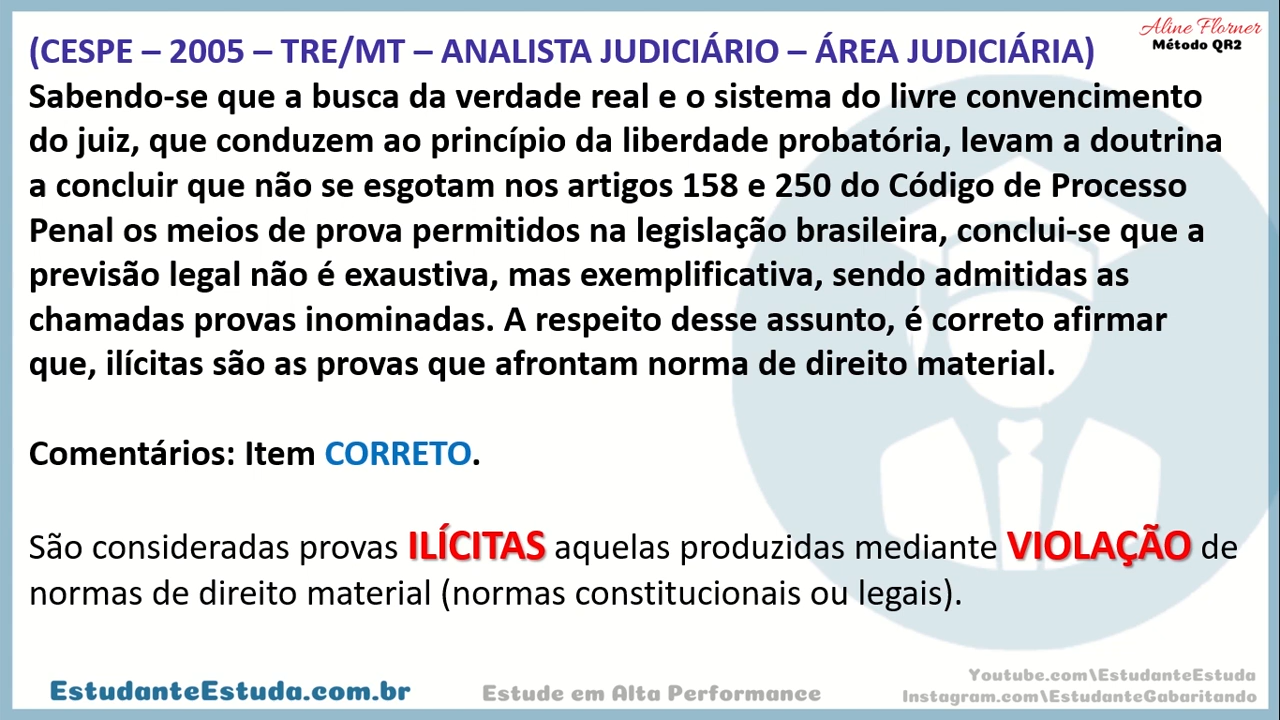 Aline Florner
Método QR2
(CESPE – 2005 – TRE/MT – ANALISTA JUDICIÁRIO – ÁREA JUDICIÁRIA)
Sabendo-se que a busca da verdade real e o sistema do livre convencimento
do juiz, que conduzem ao princípio da liberdade probatória, levam a doutrina
a concluir que não se esgotam nos artigos 158 e 250 do Código de Processo
Penal os meios de prova permitidos na legislação brasileira, conclui-se que a
previsão legal não é exaustiva, mas exemplificativa, sendo admitidas as
chamadas provas inominadas. A respeito desse assunto, é correto afirmar
que, ilícitas são as provas que afrontam norma de direito material.
Comentários: Item CORRETO.
São consideradas provas ILÍCITAS aquelas produzidas mediante VIOLAÇÃO de
normas de direito material (normas constitucionais ou legais).
EstudanteEstuda.com.br
Estude em Alta Performance
Youtube.com\EstudanteEstuda
Instagram.com\EstudanteGabaritando